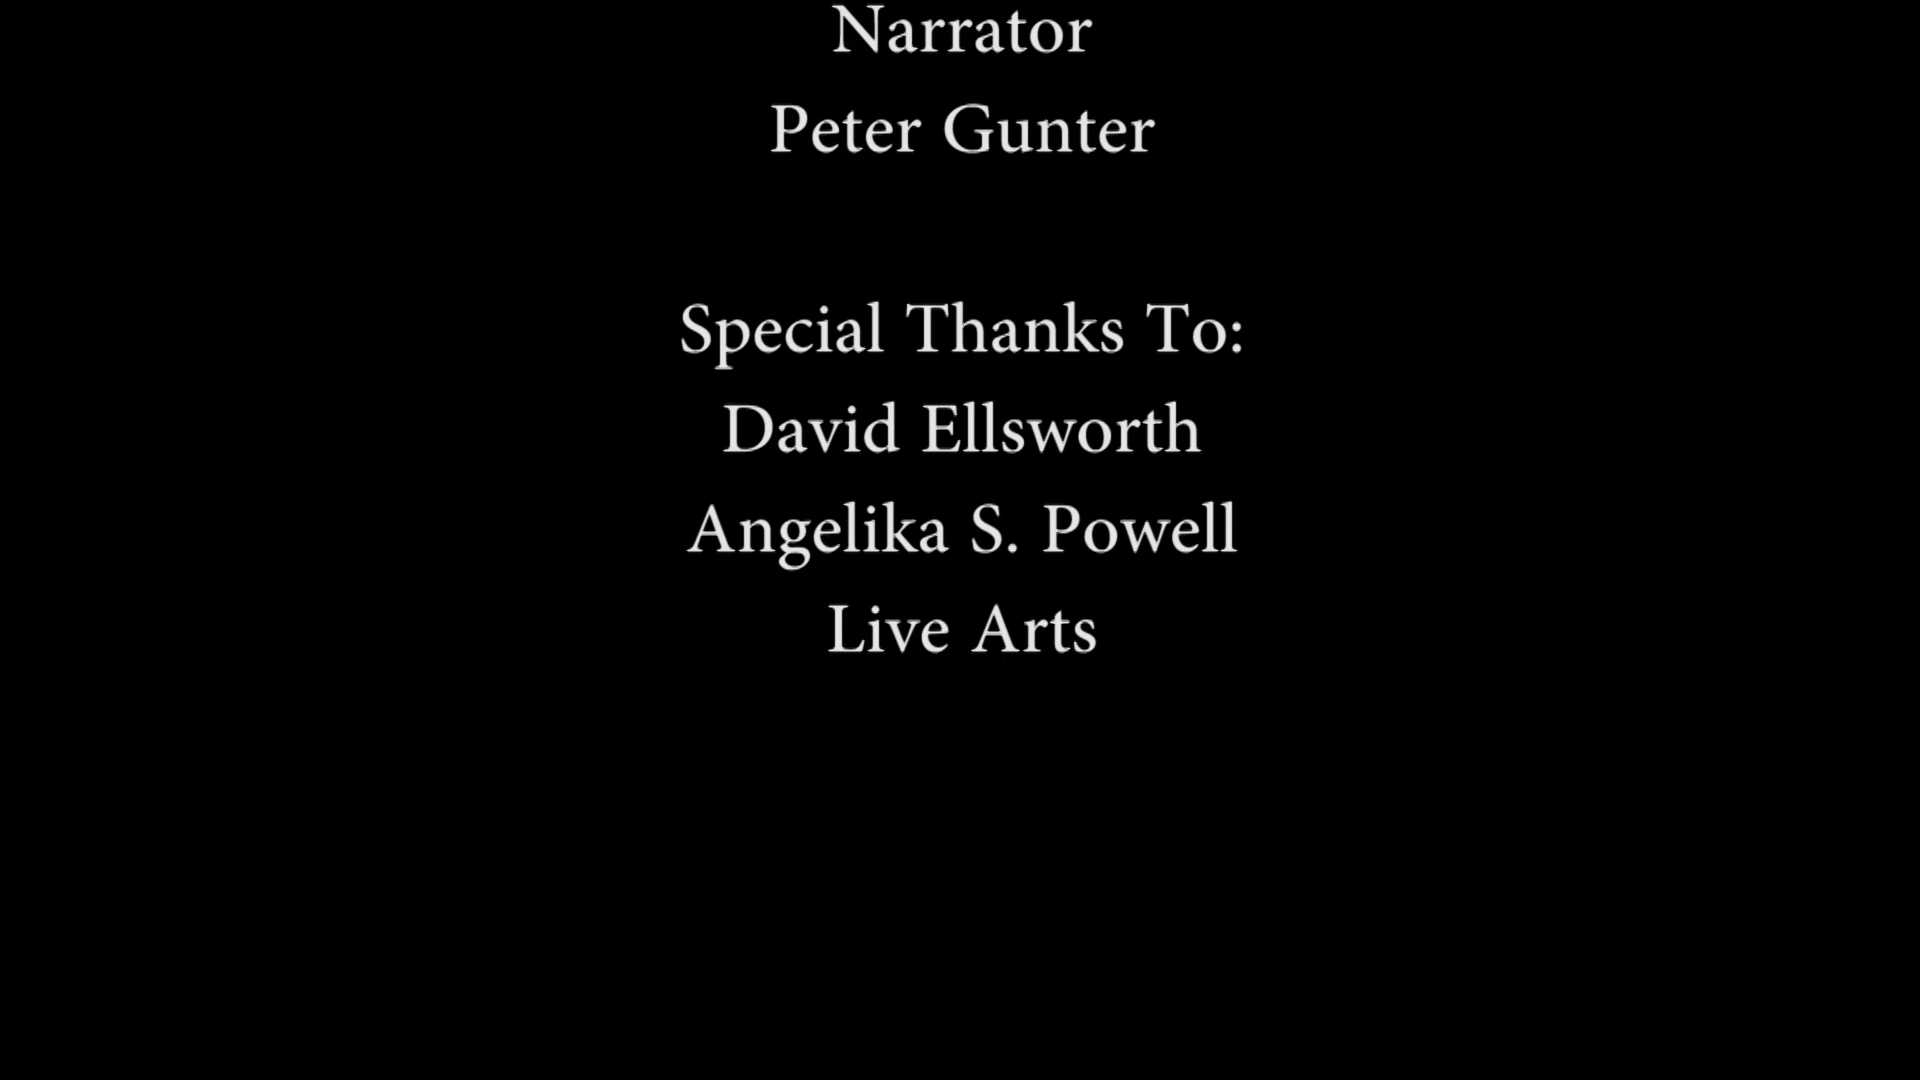 Narrator
Peter Gunter
Special Thanks To:
David Ellsworth
Angelika S. Powell
Live Arts